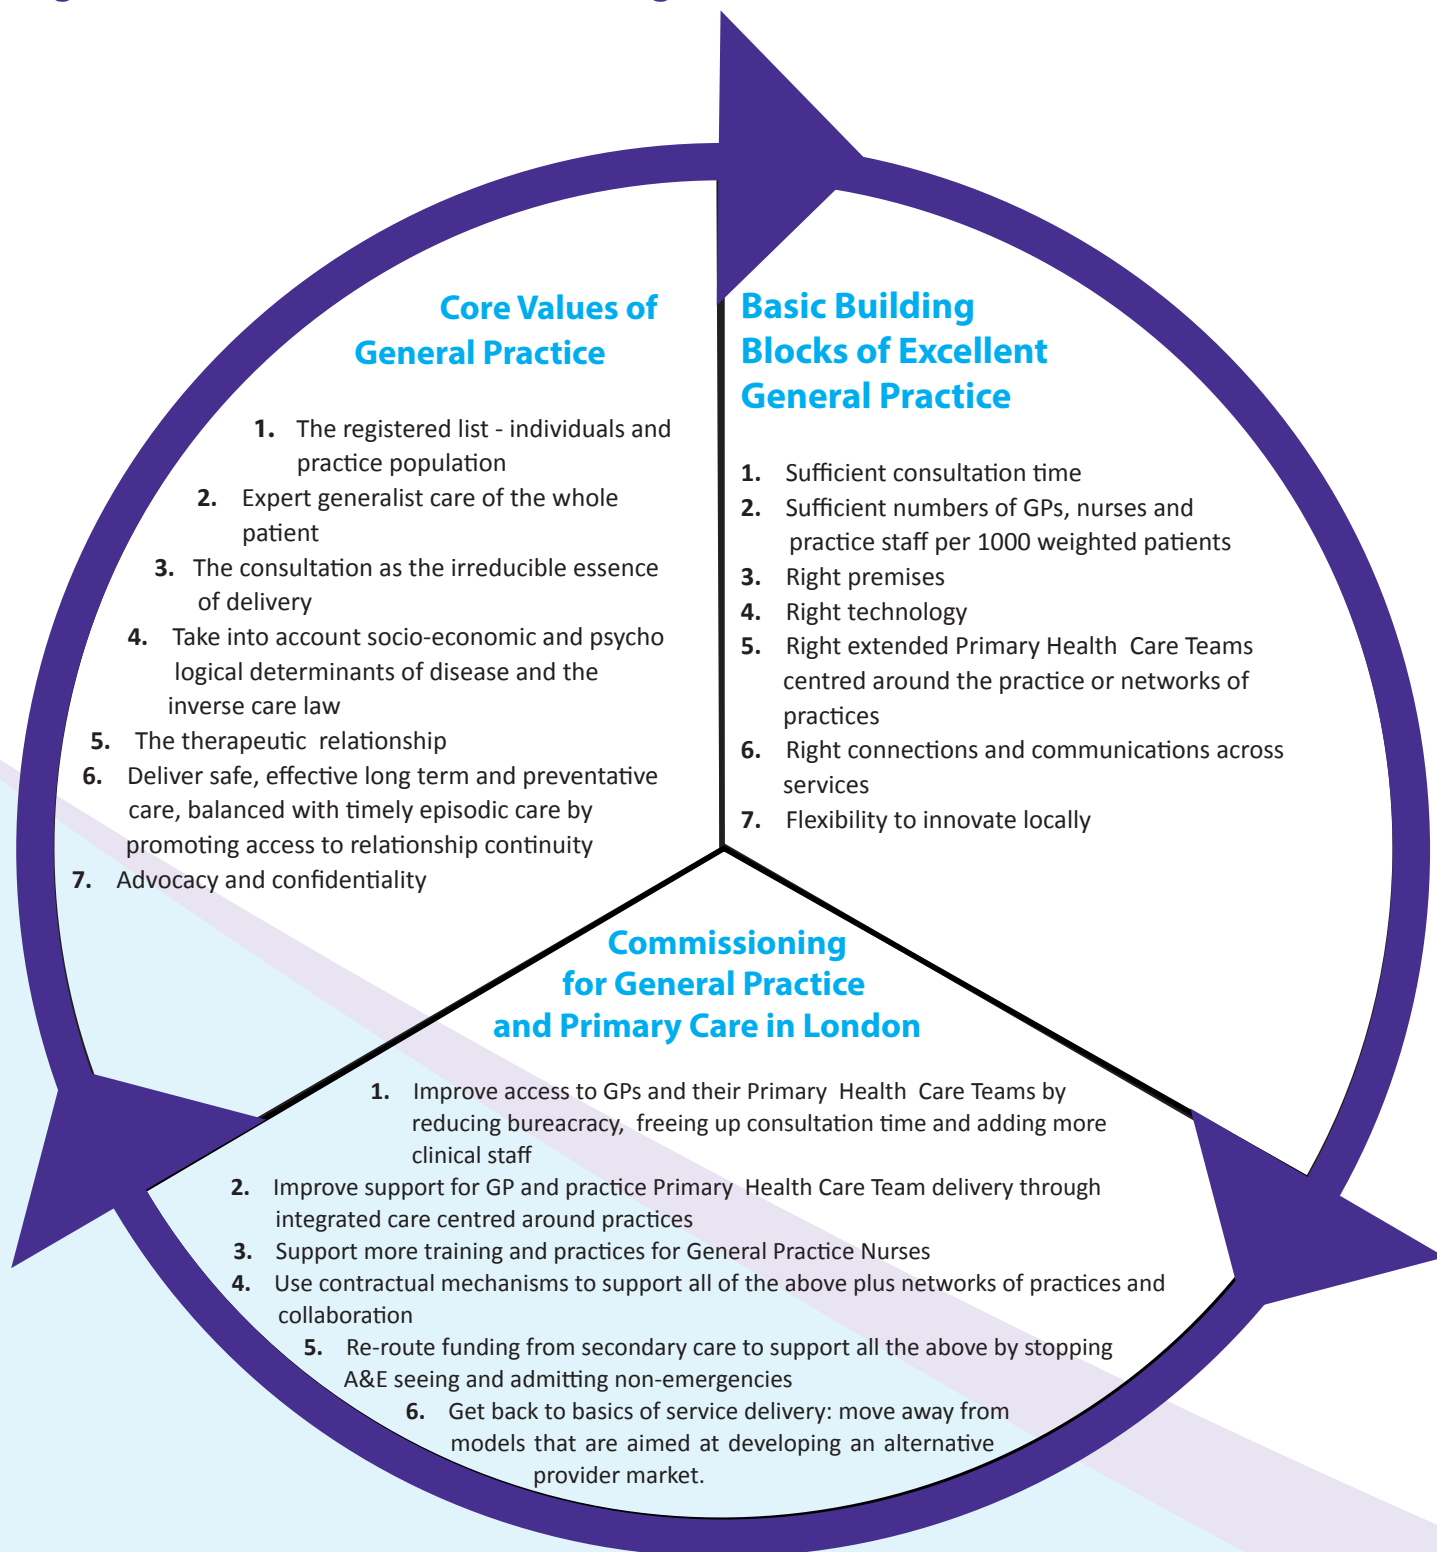 Core Values of
General Practice
1. The registered list - individuals and
practice population
2. Expert generalist care of the whole
patient
3. The consultation as the irreducible essence
of delivery
4. Take into account socio-economic and psycho
logical determinants of disease and the
inverse care law
5. The therapeutic relationship
6. Deliver safe, effective long term and preventative
care, balanced with timely episodic care by
promoting access to relationship continuity
7. Advocacy and confidentiality
Basic Building
Blocks of Excellent
General Practice
1. Sufficient consultation time
2. Sufficient numbers of GPs, nurses and
practice staff per 1000 weighted patients
3. Right premises
4. Right technology
5. Right extended Primary Health Care Teams
centred around the practice or networks of
practices
6. Right connections and communications across
services
7. Flexibility to innovate locally
Commissioning
for General Practice
and Primary Care in London
1. Improve access to GPs and their Primary Health Care Teams by
reducing bureacracy, freeing up consultation time and adding more
clinical staff
2. Improve support for GP and practice Primary Health Care Team delivery through
integrated care centred around practices
3. Support more training and practices for General Practice Nurses
4. Use contractual mechanisms to support all of the above plus networks of practices and
collaboration
5. Re-route funding from secondary care to support all the above by stopping
A&E seeing and admitting non-emergencies
6. Get back to basics of service delivery: move away from
models that are aimed at developing an alternative
provider market.